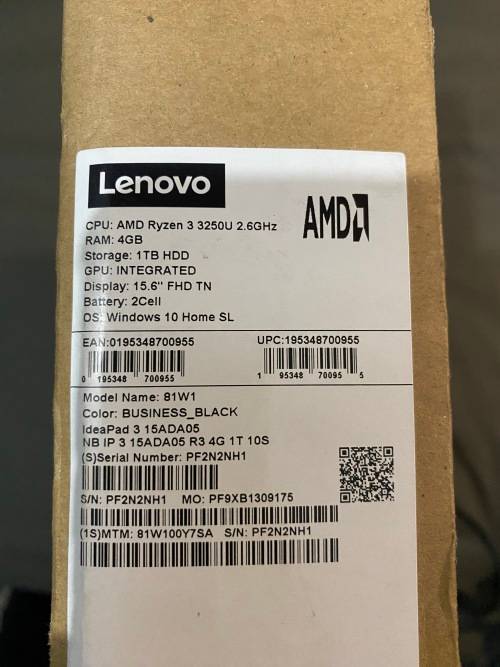 Lenovo
AMD
CPU: AMD Ryzen 3 3250U 2.6GHz
RAM: 4GB
Storage: 1TB HDD
GPU: INTEGRATED
Display: 15.6" FHD TN
Battery: 2Cell
OS: Windows 10 Home SL
EAN:0195348700955 UPC:195348700955
0 195348 700955 1 95348 70095 5
Model Name: 81W1
Color: BUSINESS_BLACK
IdeaPad 3 15ADA05
NB IP 3 15ADA05 R3 4G 1T 10S
(S)Serial Number: PF2N2NH1
S/N: PF2N2NH1 MO: PF9XB1309175
(1S)MTM: 81W100Y7SA S/N: PF2N2NH1